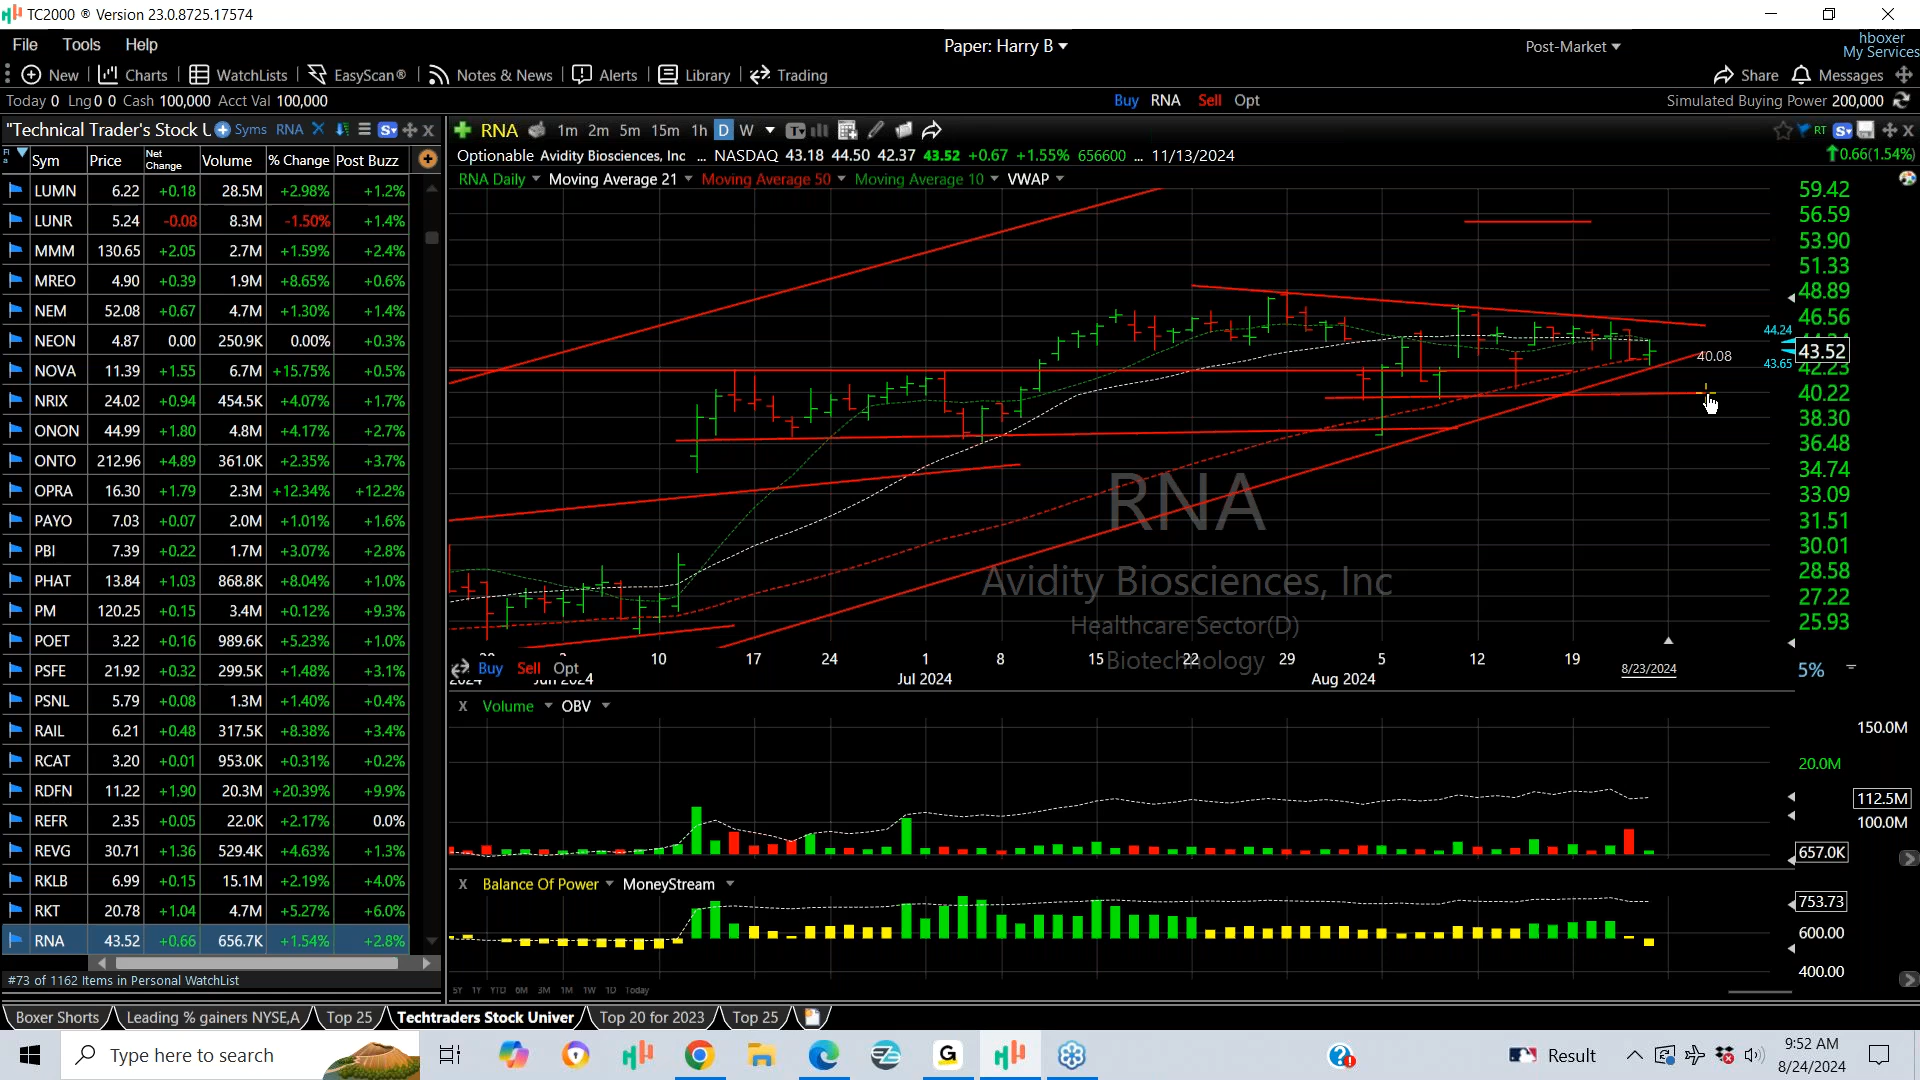 TC2000 ® Version 23.0.8725.17574
File Tools Help
Paper: Harry B
Post-Market
hboxer
My Services
New Charts WatchLists EasyScan® Notes & News Alerts Library Trading
Share Messages
Today 0 Lng 0 0 Cash 100,000 Acct Val 100,000
Buy RNA Sell Opt
Simulated Buying Power 200,000
"Technical Trader's Stock U Syms RNA
RNA 1m 2m 5m 15m 1h D W
RT
Sym Price Net Change Volume % Change Post Buzz
Optionable Avidity Biosciences, Inc ... NASDAQ 43.18 44.50 42.37 43.52 +0.67 +1.55% 656600 ... 11/13/2024
0.66(1.54%)
RNA Daily Moving Average 21 Moving Average 50 Moving Average 10 VWAP
LUMN 6.22 +0.18 28.5M +2.98% +1.2%
LUNR 5.24 -0.08 8.3M -1.50% +1.4%
MMM 130.65 +2.05 2.7M +1.59% +2.4%
MREO 4.90 +0.39 1.9M +8.65% +0.6%
NEM 52.08 +0.67 4.7M +1.30% +1.4%
NEON 4.87 0.00 250.9K 0.00% +0.3%
NOVA 11.39 +1.55 6.7M +15.75% +0.5%
NRIX 24.02 +0.94 454.5K +4.07% +1.7%
ONON 44.99 +1.80 4.8M +4.17% +2.7%
ONTO 212.96 +4.89 361.0K +2.35% +3.7%
OPRA 16.30 +1.79 2.3M +12.34% +12.2%
PAYO 7.03 +0.07 2.0M +1.01% +1.6%
PBI 7.39 +0.22 1.7M +3.07% +2.8%
PHAT 13.84 +1.03 868.8K +8.04% +1.0%
PM 120.25 +0.15 3.4M +0.12% +9.3%
POET 3.22 +0.16 989.6K +5.23% +1.0%
PSFE 21.92 +0.32 299.5K +1.48% +3.1%
PSNL 5.79 +0.08 1.3M +1.40% +0.4%
RAIL 6.21 +0.48 317.5K +8.38% +3.4%
RCAT 3.20 +0.01 953.0K +0.31% +0.2%
RDFN 11.22 +1.90 20.3M +20.39% +9.9%
REFR 2.35 +0.05 22.0K +2.17% 0.0%
REVG 30.71 +1.36 529.4K +4.63% +1.3%
RKLB 6.99 +0.15 15.1M +2.19% +4.0%
RKT 20.78 +1.04 4.7M +5.27% +6.0%
RNA 43.52 +0.66 656.7K +1.54% +2.8%
#73 of 1162 Items in Personal WatchList
59.42
56.59
53.90
51.33
48.89
46.56
44.24
43.52
43.65
42.23
40.08
40.22
38.30
36.48
34.74
33.09
31.51
30.01
28.58
27.22
25.93
RNA
Avidity Biosciences, Inc
Healthcare Sector(D)
Biotechnology
10 17 24 1 8 15 22 29 5 12 19
Buy Sell Opt
Jul 2024 Aug 2024
8/23/2024
5%
X Volume OBV
150.0M
20.0M
112.5M
100.0M
657.0K
X Balance Of Power MoneyStream
753.73
600.00
400.00
5Y 1Y YTD 6M 3M 1M 1W 1D Today
Boxer Shorts Leading % gainers NYSE,A Top 25 Techtraders Stock Univer Top 20 for 2023 Top 25
Type here to search
Result
9:52 AM
8/24/2024